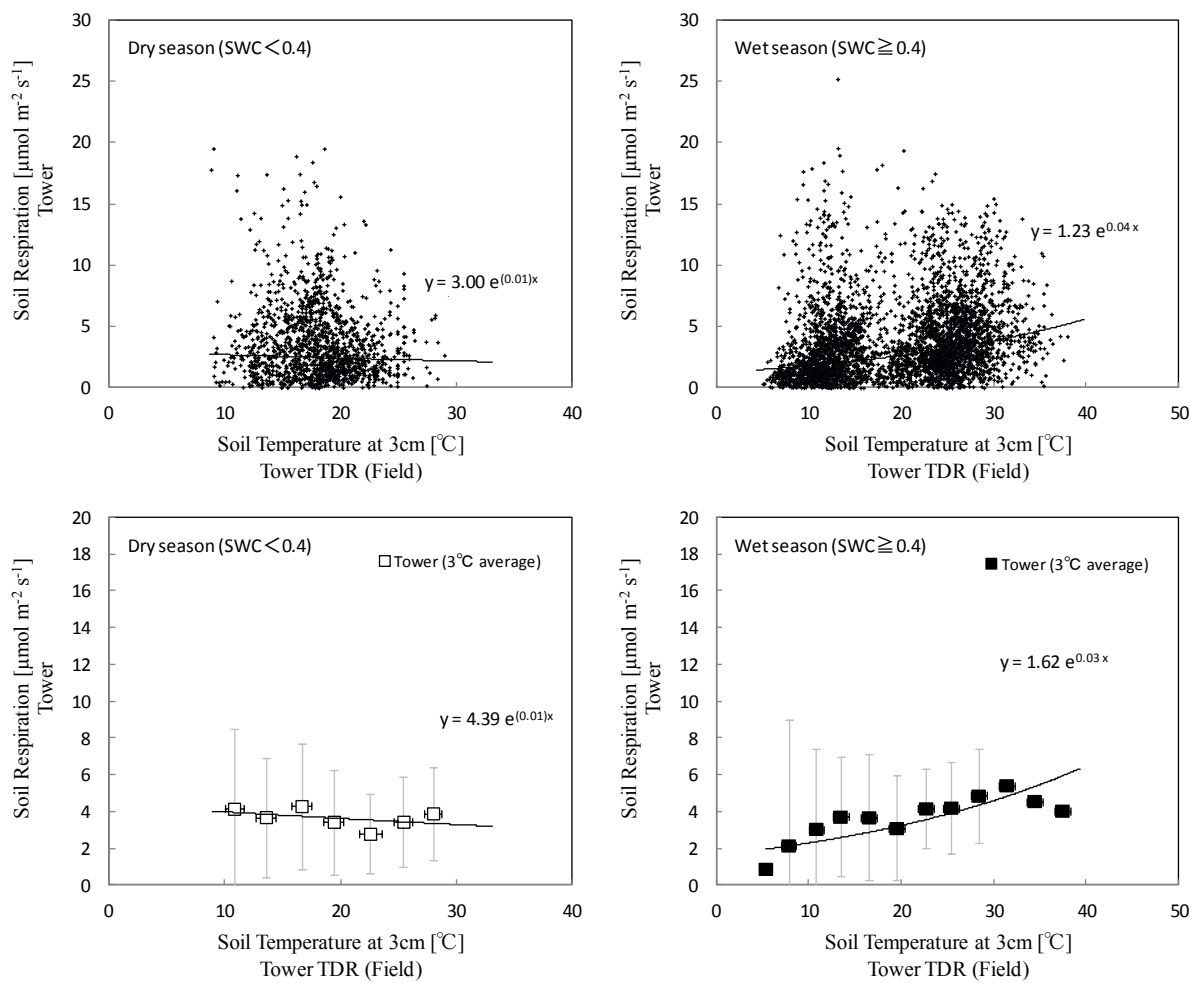 Dry season (SWC<0.4)
Soil Respiration [µmol m-2 s-1]
Tower
30
25
20
15
10
5
0
y = 3.00 e(0.01)x
0 10 20 30 40
Soil Temperature at 3cm [℃]
Tower TDR (Field)
Wet season (SWC≧0.4)
Soil Respiration [µmol m-2 s-1]
Tower
30
25
20
15
10
5
0
y = 1.23 e0.04 x
0 10 20 30 40 50
Soil Temperature at 3cm [℃]
Tower TDR (Field)
Dry season (SWC<0.4)
Tower (3℃ average)
Soil Respiration [µmol m-2 s-1]
Tower
20
18
16
14
12
10
8
6
4
2
0
y = 4.39 e(0.01)x
0 10 20 30 40
Soil Temperature at 3cm [℃]
Tower TDR (Field)
Wet season (SWC≧0.4)
Tower (3℃ average)
Soil Respiration [µmol m-2 s-1]
Tower
20
18
16
14
12
10
8
6
4
2
0
y = 1.62 e0.03 x
0 10 20 30 40 50
Soil Temperature at 3cm [℃]
Tower TDR (Field)